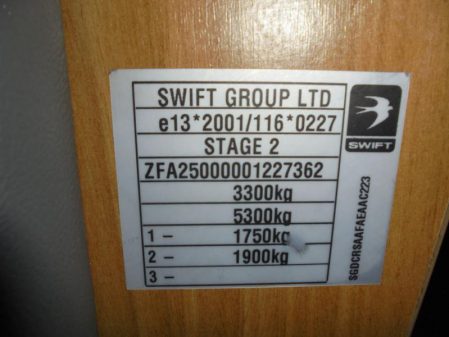 SWIFT GROUP LTD
e13*2001/116*0227
STAGE 2
ZFA25000001227362
3300kg
5300kg
1 - 1750kg
2 - 1900kg
3 -
SWIFT
SGDCRSAAFAEAAC223